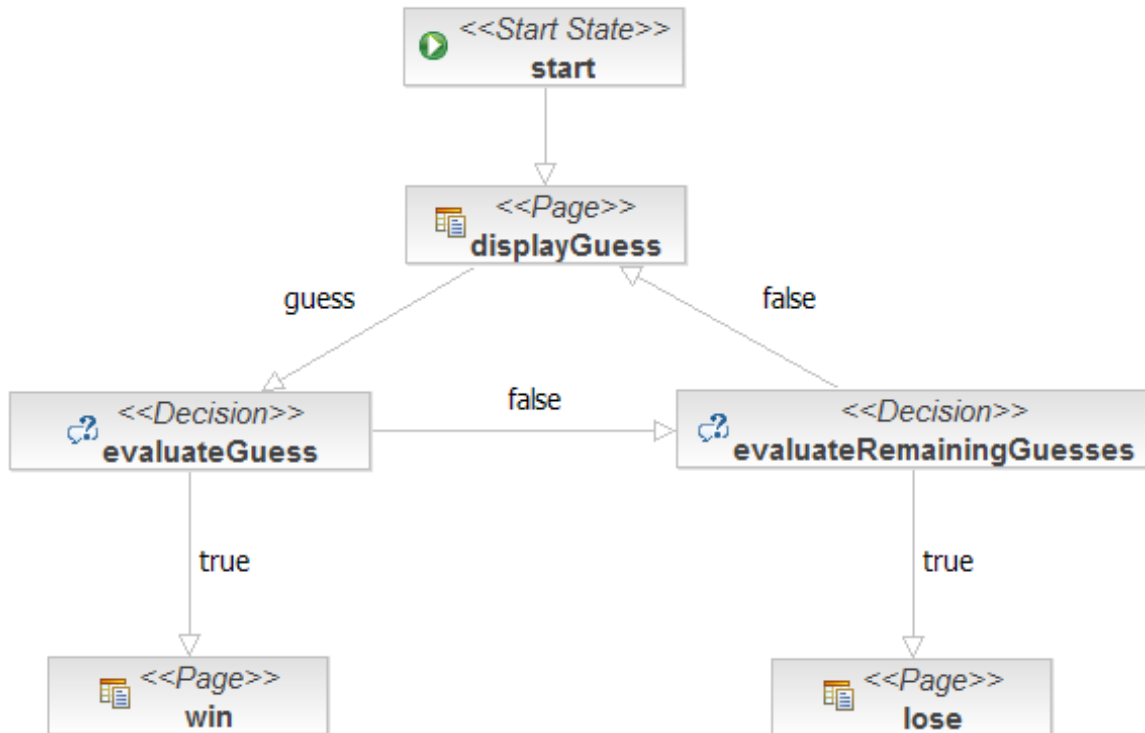 <<Start State>>
start
<<Page>>
displayGuess
guess
false
<<Decision>>
evaluateGuess
false
<<Decision>>
evaluateRemainingGuesses
true
true
<<Page>>
win
<<Page>>
lose